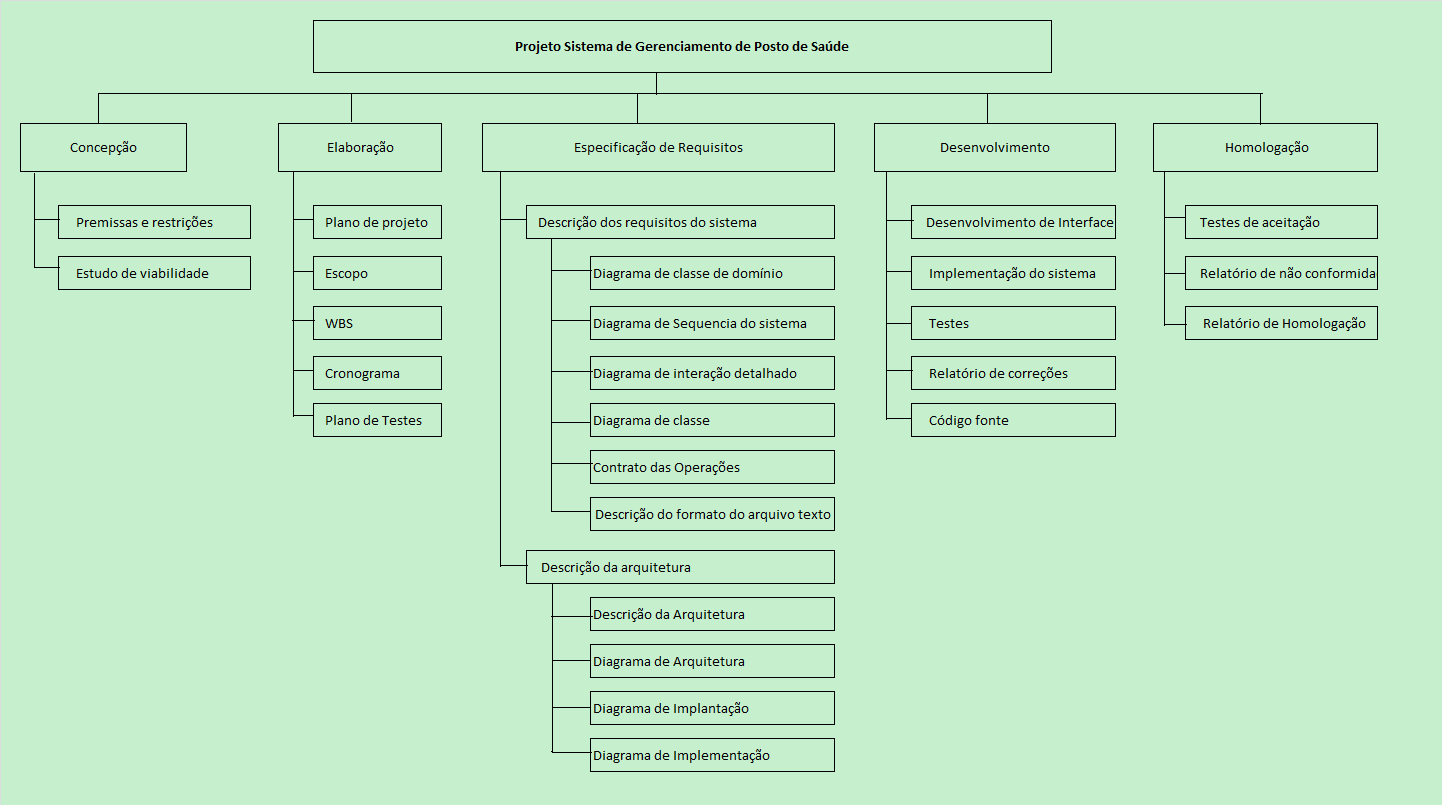 Projeto Sistema de Gerenciamento de Posto de Saúde
Concepção
Premissas e restrições
Estudo de viabilidade
Elaboração
Plano de projeto
Escopo
WBS
Cronograma
Plano de Testes
Especificação de Requisitos
Descrição dos requisitos do sistema
Diagrama de classe de domínio
Diagrama de Sequencia do sistema
Diagrama de interação detalhado
Diagrama de classe
Contrato das Operações
Descrição do formato do arquivo texto
Descrição da arquitetura
Descrição da Arquitetura
Diagrama de Arquitetura
Diagrama de Implantação
Diagrama de Implementação
Desenvolvimento
Desenvolvimento de Interface
Implementação do sistema
Testes
Relatório de correções
Código fonte
Homologação
Testes de aceitação
Relatório de não conformida
Relatório de Homologação